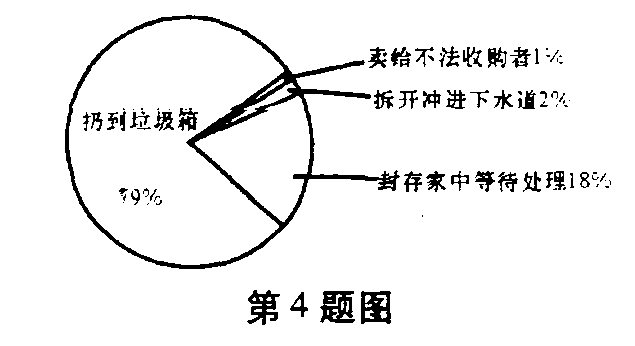 卖给不法收购者1%
拆开冲进下水道2%
扔到垃圾箱
79%
封存家中等待处理18%
第4题图